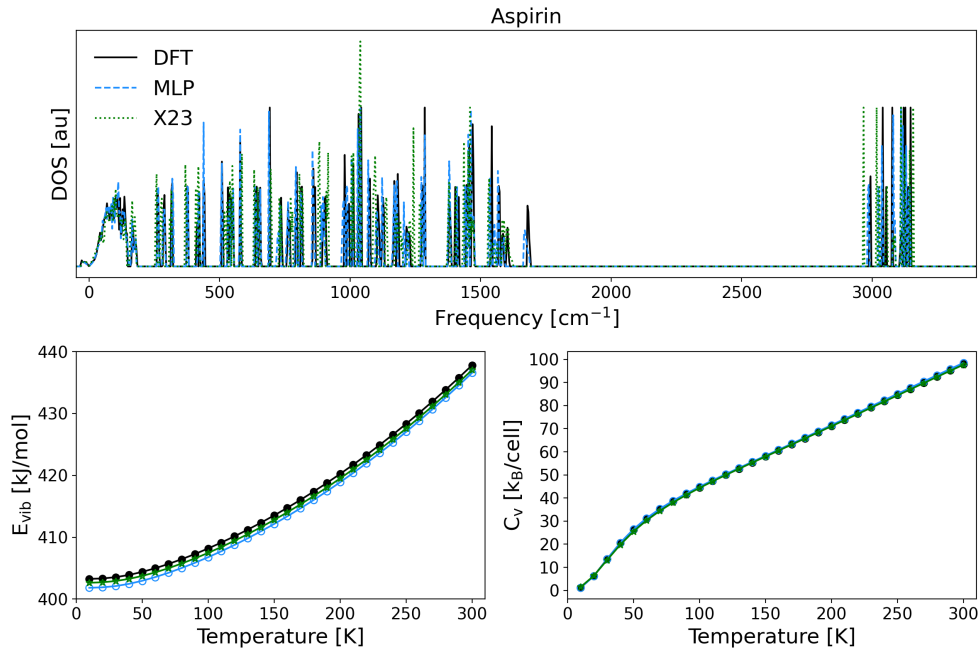 Aspirin
DOS [au]
DFT
MLP
X23
0 500 1000 1500 2000 2500 3000
Frequency [cm⁻¹]
E_vib [kJ/mol]
440
430
420
410
400
0 50 100 150 200 250 300
Temperature [K]
C_v [k_B/cell]
100
90
80
70
60
50
40
30
20
10
0
0 50 100 150 200 250 300
Temperature [K]